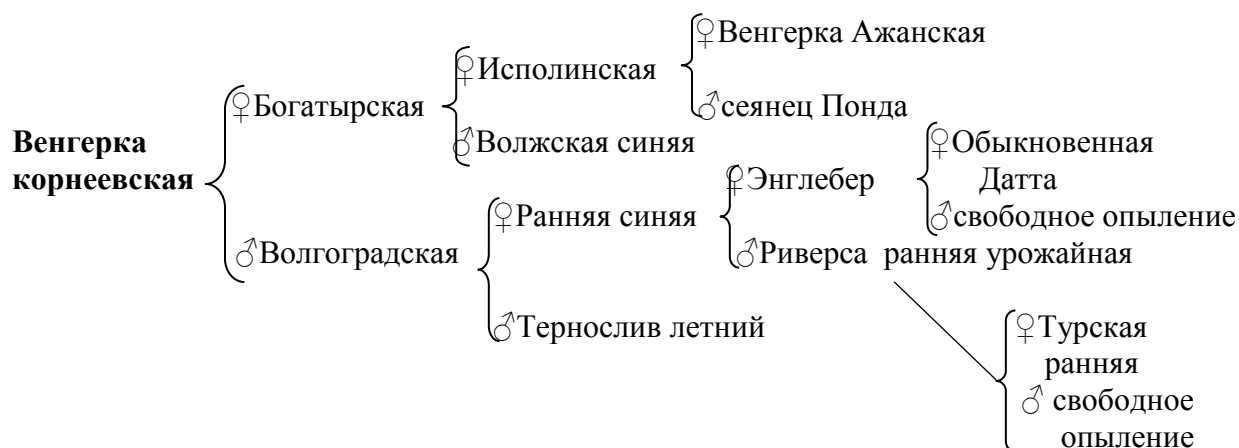 ♀Венгерка Ажанская
♀Исполинская
♂сеянец Понда
♀Богатырская
♂Волжская синяя
Венгерка
корнеевская
♀Обыкновенная
Датта
♀Энглебер
♂свободное опыление
♀Ранняя синяя
♂Риверса ранняя урожайная
♂Волгоградская
♂Тернослив летний
♀Турская
ранняя
♂ свободное
опыление